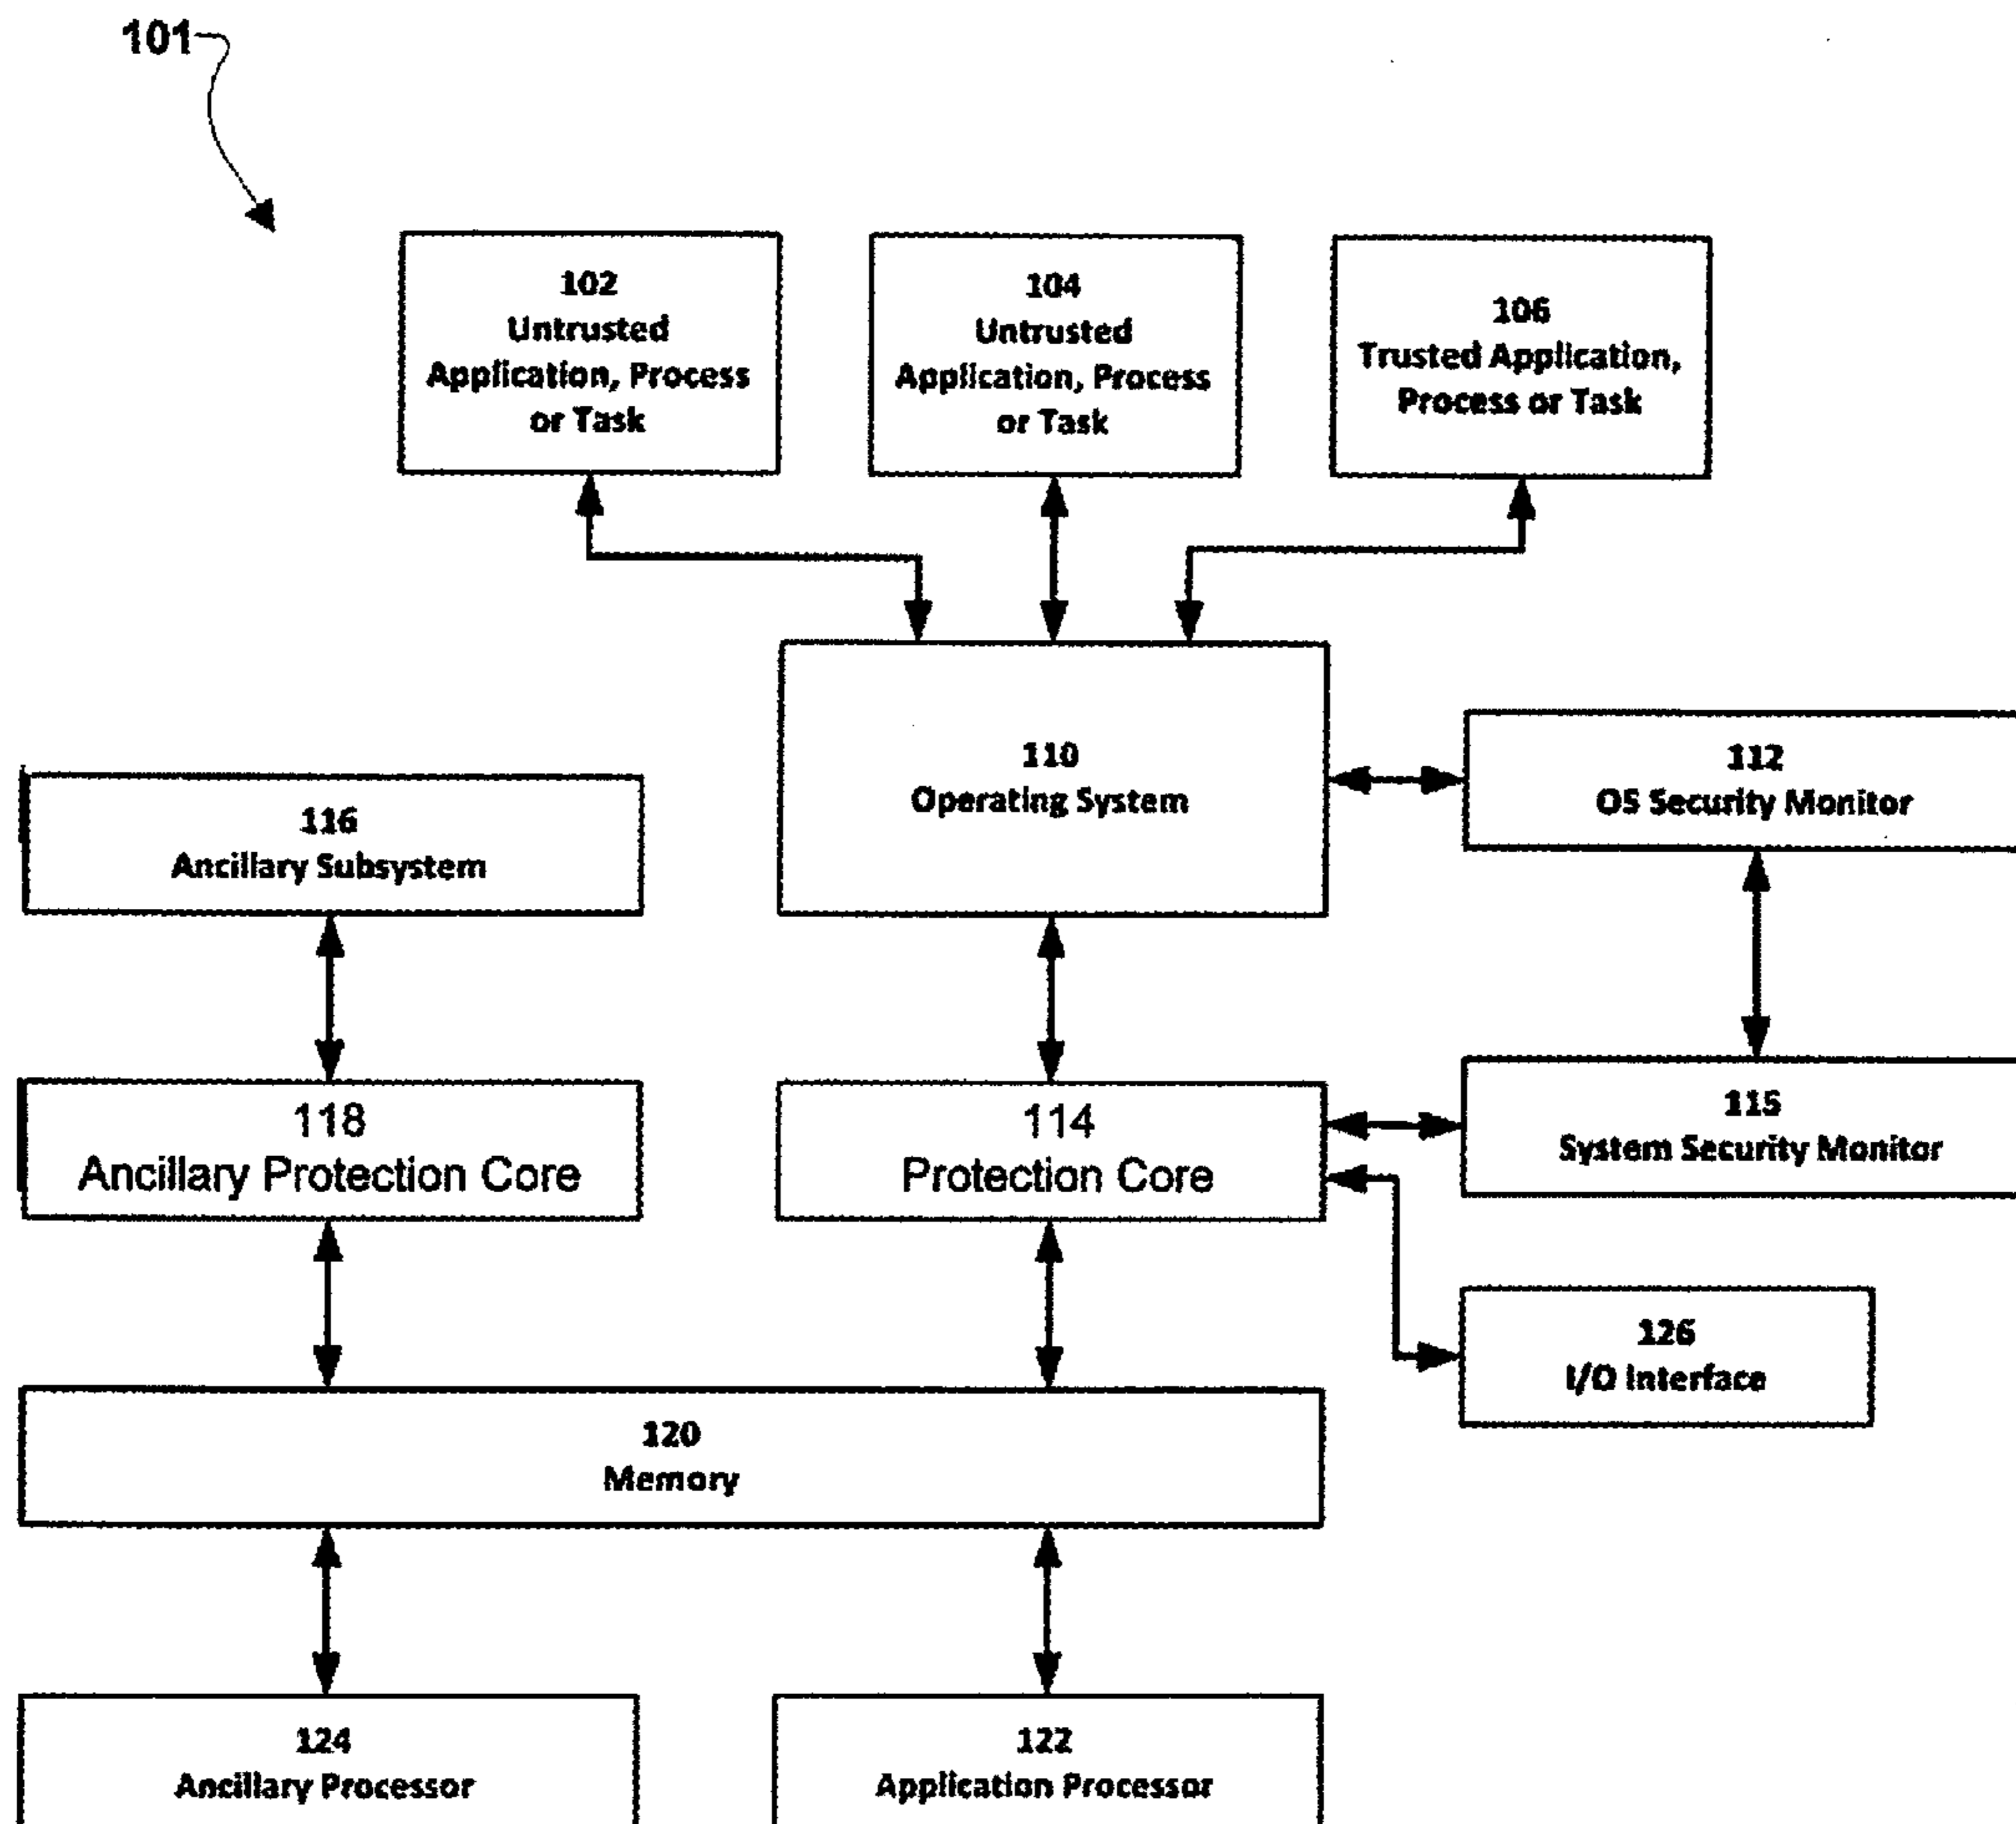 101
102
Untrusted
Application, Process
or Task
104
Untrusted
Application, Process
or Task
106
Trusted Application,
Process or Task
110
Operating System
112
OS Security Monitor
116
Ancillary Subsystem
118
Ancillary Protection Core
114
Protection Core
115
System Security Monitor
126
I/O Interface
120
Memory
124
Ancillary Processor
122
Application Processor